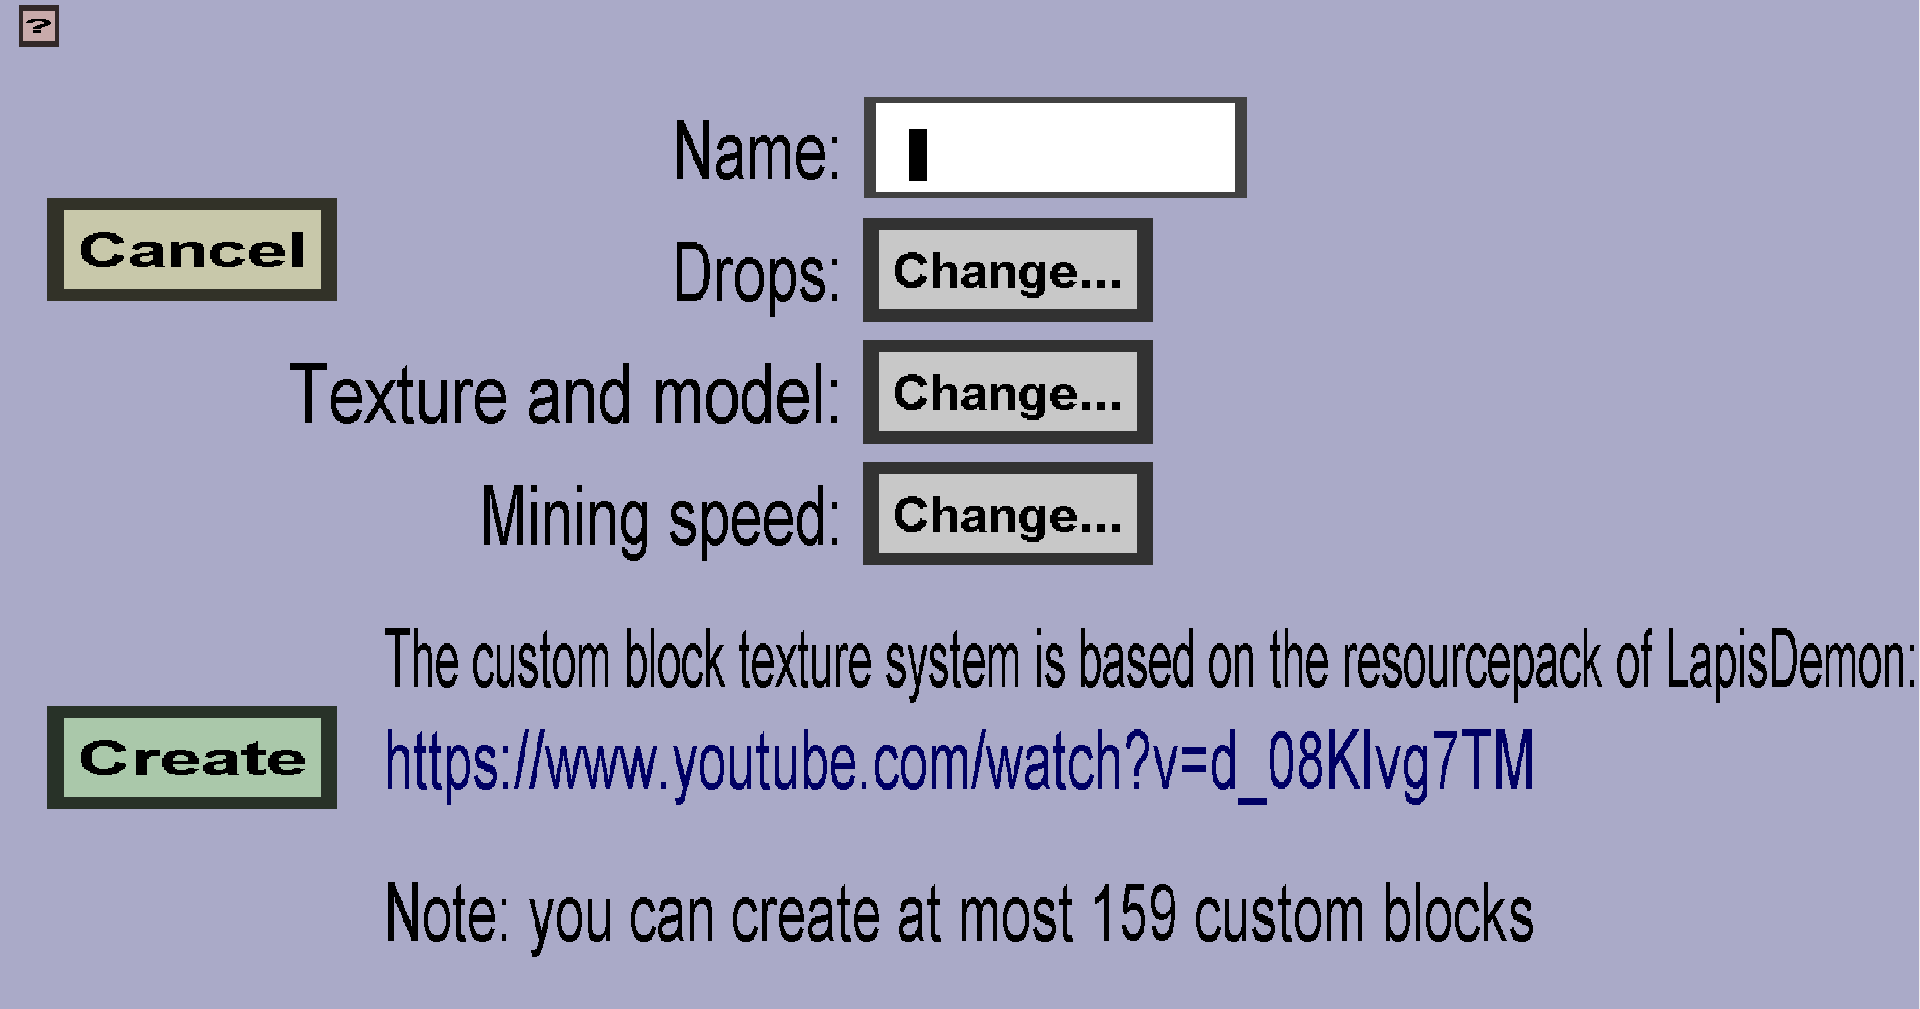 ?
Name:
Cancel
Drops: Change...
Texture and model: Change...
Mining speed: Change...
The custom block texture system is based on the resourcepack of LapisDemon:
Create
https://www.youtube.com/watch?v=d_08KIvg7TM
Note: you can create at most 159 custom blocks